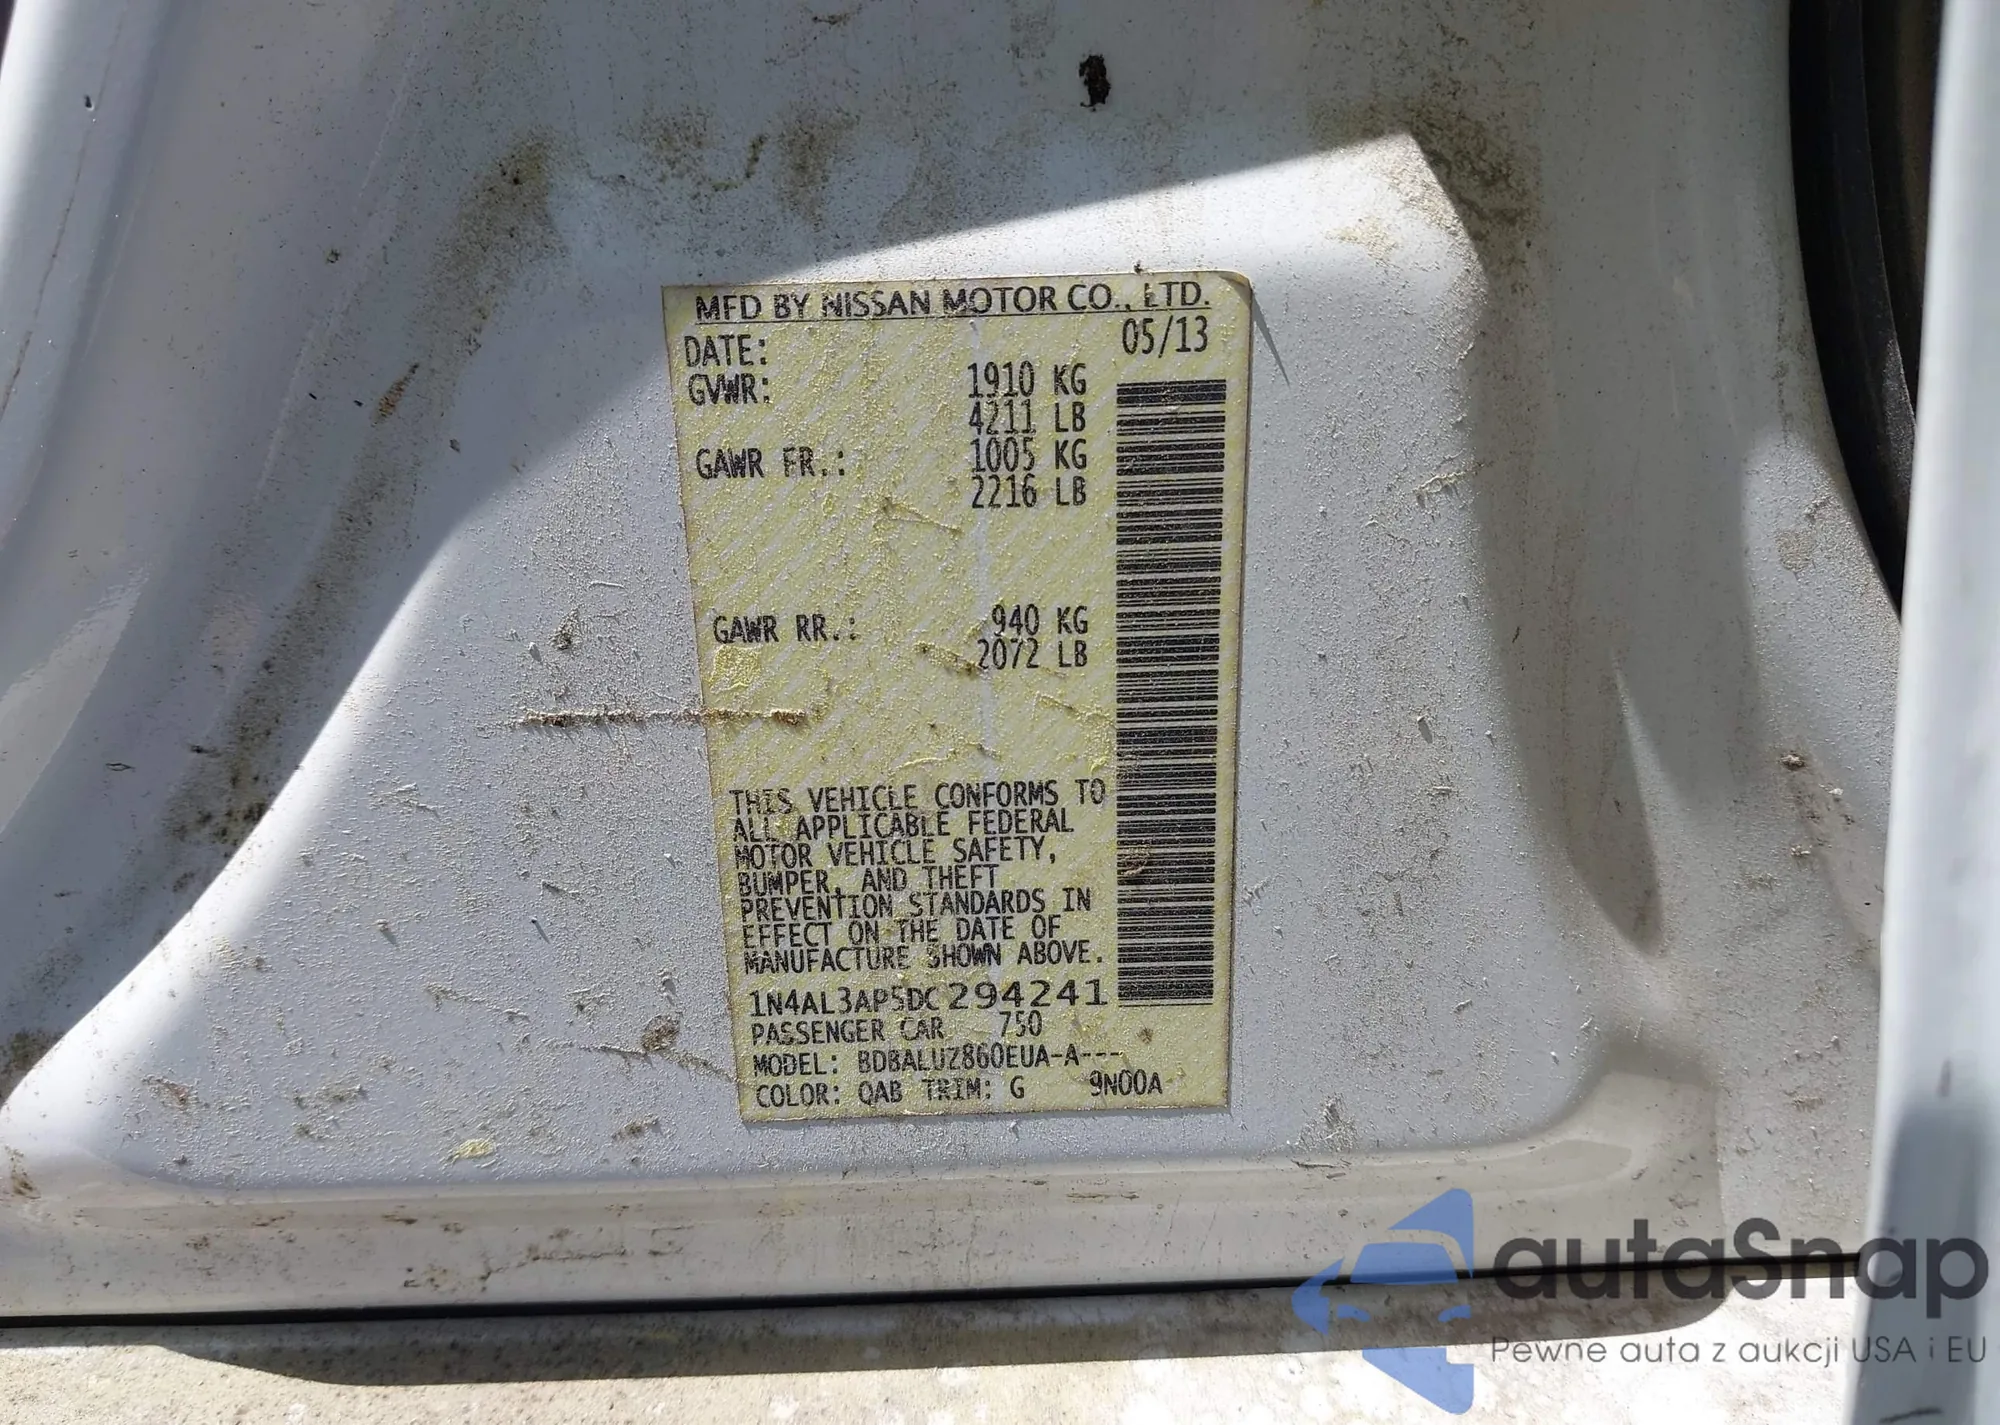 MFD BY NISSAN MOTOR CO., LTD.
DATE: 05/13
GVWR: 1910 KG
4211 LB
GAWR FR.: 1005 KG
2216 LB
GAWR RR.: 940 KG
2072 LB
THIS VEHICLE CONFORMS TO
ALL APPLICABLE FEDERAL
MOTOR VEHICLE SAFETY,
BUMPER, AND THEFT
PREVENTION STANDARDS IN
EFFECT ON THE DATE OF
MANUFACTURE SHOWN ABOVE.
1N4AL3AP5DC294241
PASSENGER CAR 750
MODEL: BDBALUZ860EUA-A---
COLOR: QAB TRIM: G 9N00A
autaSnap
Pewne auta z aukcji USA i EU